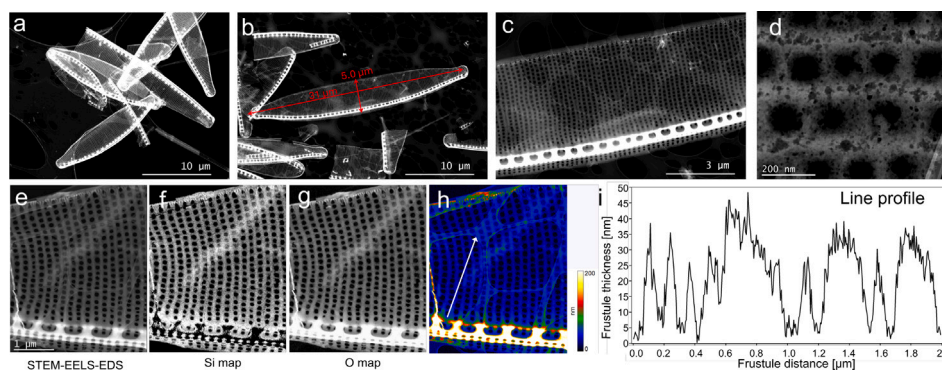 a
b
c
d
5.0 µm
10 µm
10 µm
3 µm
200 nm
e
f
g
h
i
200
nm
0
1 µm
STEM-EELS-EDS
Si map
O map
Line profile
Frustule thickness [nm]
50
45
40
35
30
25
20
15
10
5
0
0.0
0.2
0.4
0.6
0.8
1.0
1.2
1.4
1.6
1.8
2.0
Frustule distance [µm]